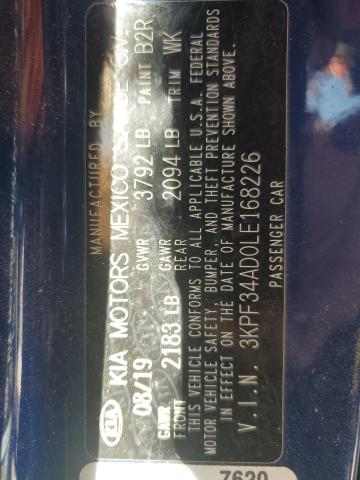 MANUFACTURED BY
KIA KIA MOTORS MEXICO S.A DE C.V.
08/19 GVWR 3792 LB PAINT B2R
GAWR FRONT 2183 LB GAWR REAR 2094 LB TRIM WK
THIS VEHICLE CONFORMS TO ALL APPLICABLE U.S.A. FEDERAL
MOTOR VEHICLE SAFETY, BUMPER, AND THEFT PREVENTION STANDARDS
IN EFFECT ON THE DATE OF MANUFACTURE SHOWN ABOVE.
V.I.N. 3KPF34AD0LE168226
PASSENGER CAR
7620